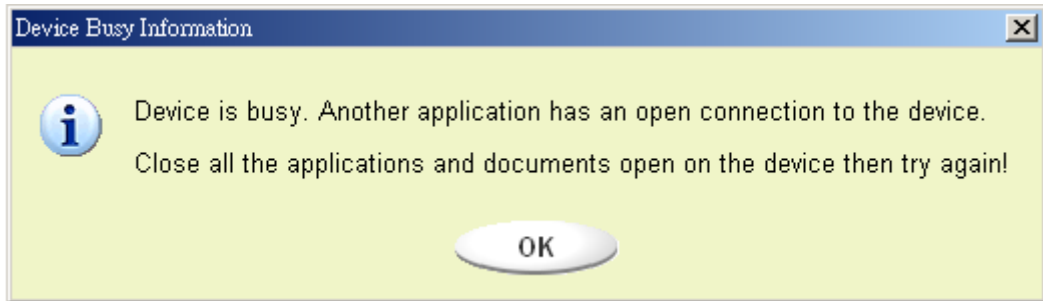 Device Busy Information
Device is busy. Another application has an open connection to the device.
Close all the applications and documents open on the device then try again!
OK